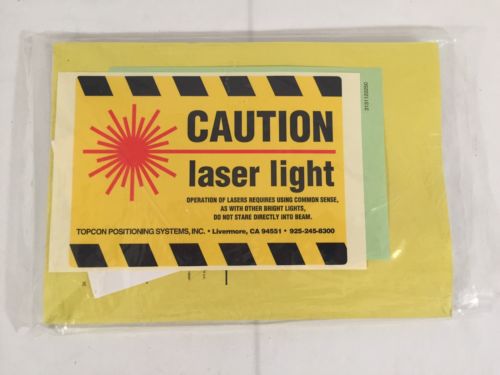 CAUTION
laser light
OPERATION OF LASERS REQUIRES USING COMMON SENSE,
AS WITH OTHER BRIGHT LIGHTS,
DO NOT STARE DIRECTLY INTO BEAM.
TOPCON POSITIONING SYSTEMS, INC. • Livermore, CA 94551 • 925-245-8300